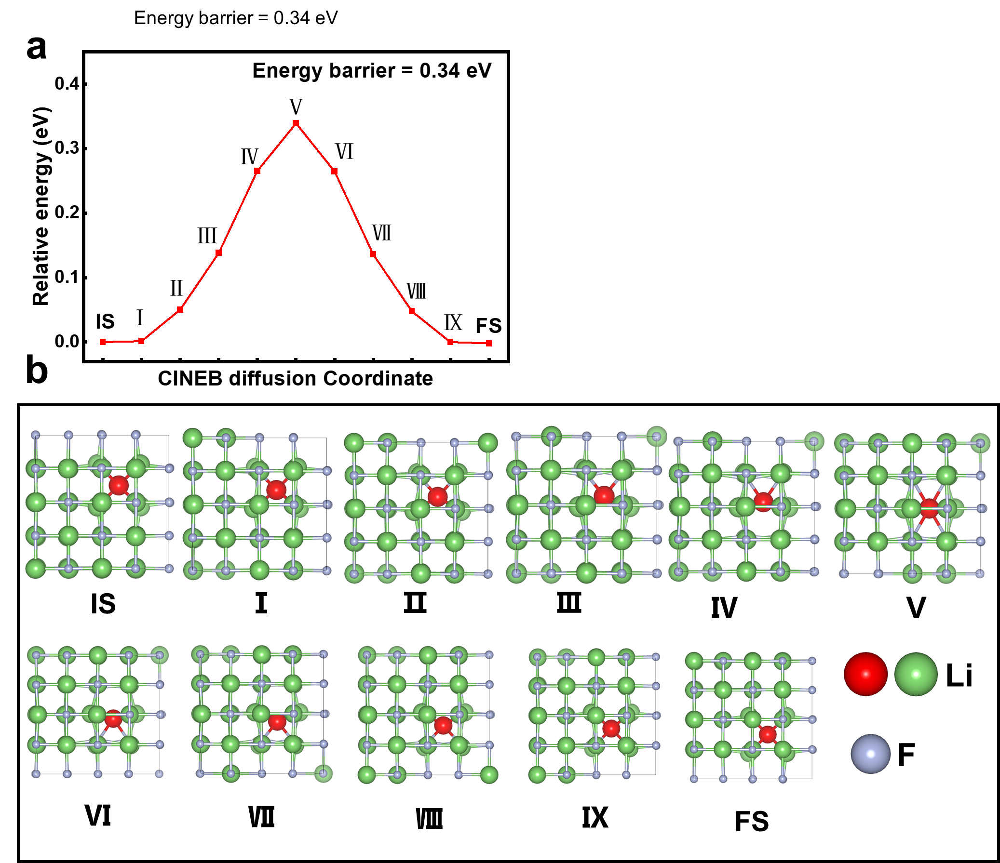 Energy barrier = 0.34 eV
a
Energy barrier = 0.34 eV
Relative energy (eV)
0.4
0.3
0.2
0.1
0.0
IS
I
II
III
IV
V
VI
VII
VIII
IX
FS
CINEB diffusion Coordinate
b
IS I II III IV V
VI VII VIII IX FS
Li
F